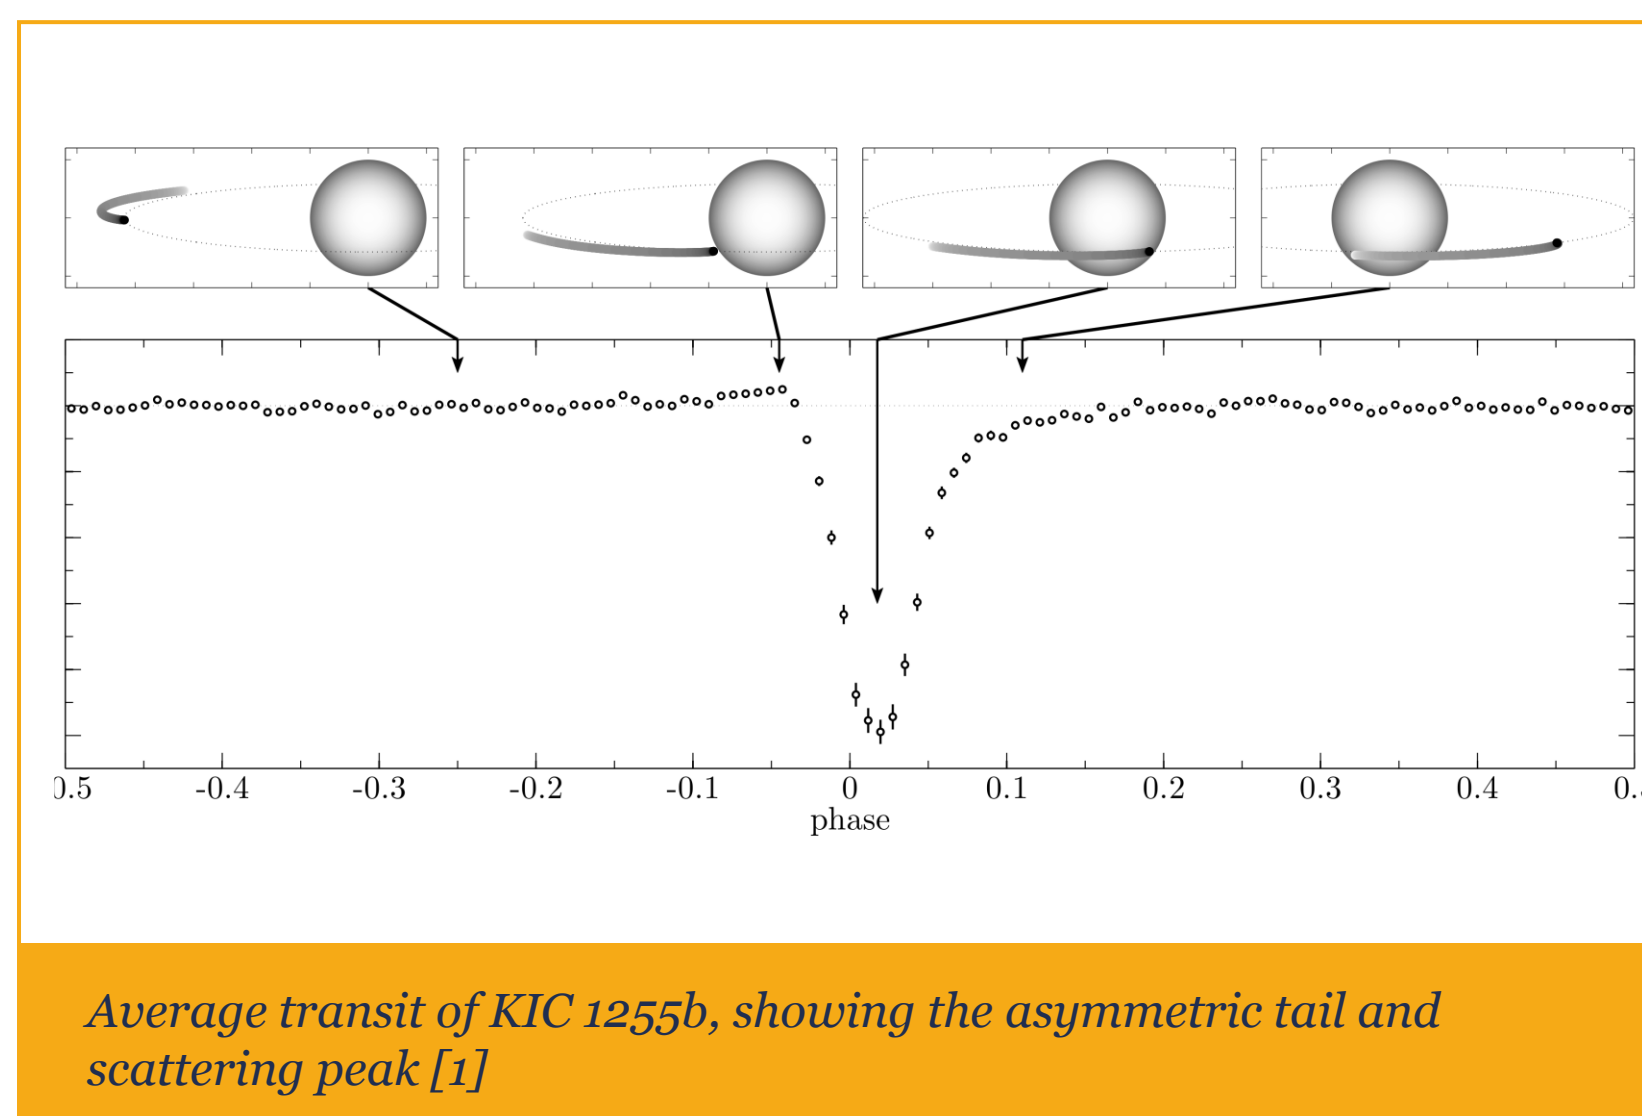 0.5 -0.4 -0.3 -0.2 -0.1 0 0.1 0.2 0.3 0.4 0.
phase
Average transit of KIC 1255b, showing the asymmetric tail and
scattering peak [1]